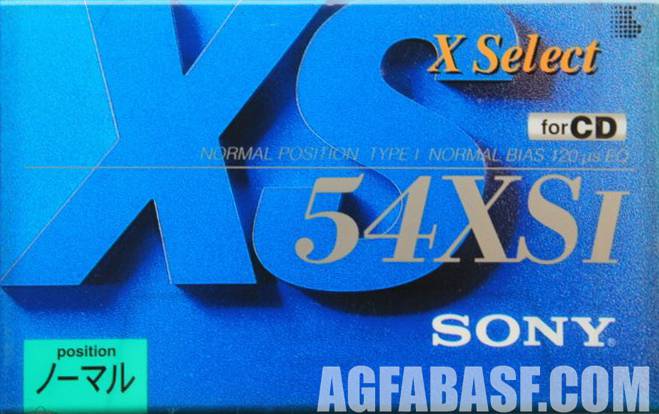 XS
X Select
for CD
NORMAL POSITION TYPE I NORMAL BIAS 120 µs EQ
54XSI
SONY®
position
ノーマル
AGFABASF.COM